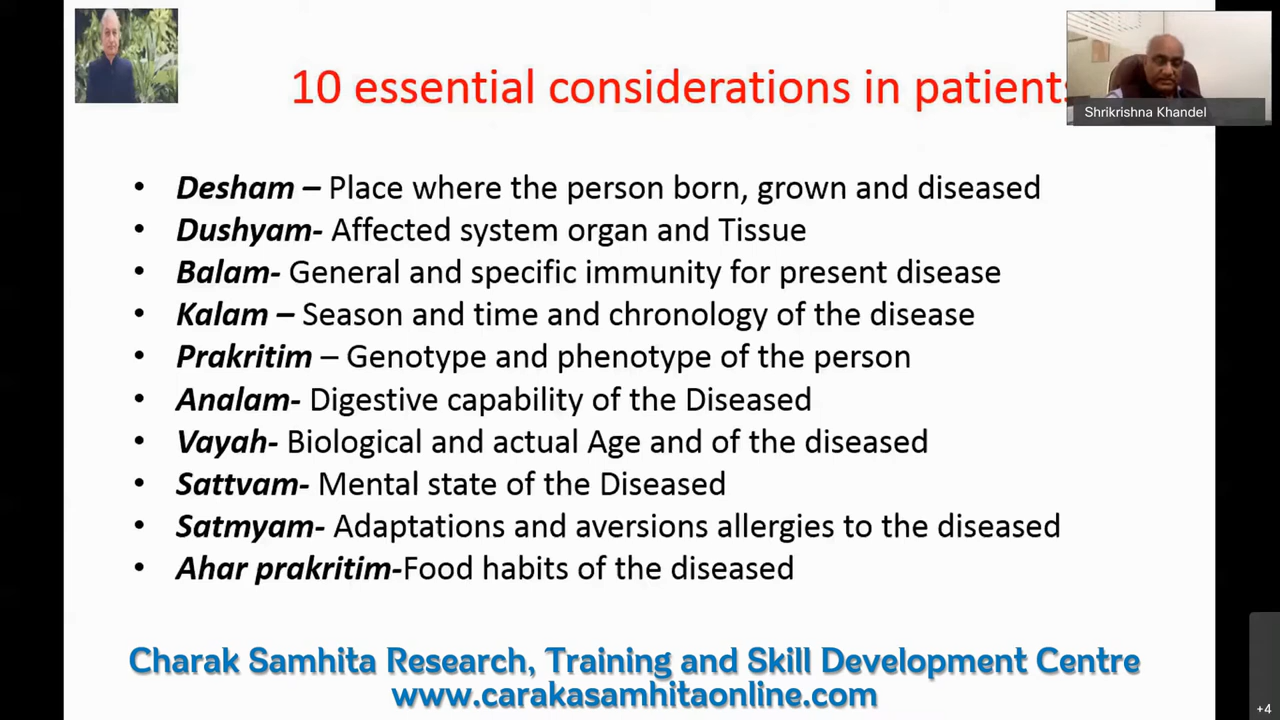 10 essential considerations in patients
Shrikrishna Khandel
• Desham – Place where the person born, grown and diseased
• Dushyam- Affected system organ and Tissue
• Balam- General and specific immunity for present disease
• Kalam – Season and time and chronology of the disease
• Prakritim – Genotype and phenotype of the person
• Analam- Digestive capability of the Diseased
• Vayah- Biological and actual Age and of the diseased
• Sattvam- Mental state of the Diseased
• Satmyam- Adaptations and aversions allergies to the diseased
• Ahar prakritim-Food habits of the diseased
Charak Samhita Research, Training and Skill Development Centre
www.carakasamhitaonline.com
+4